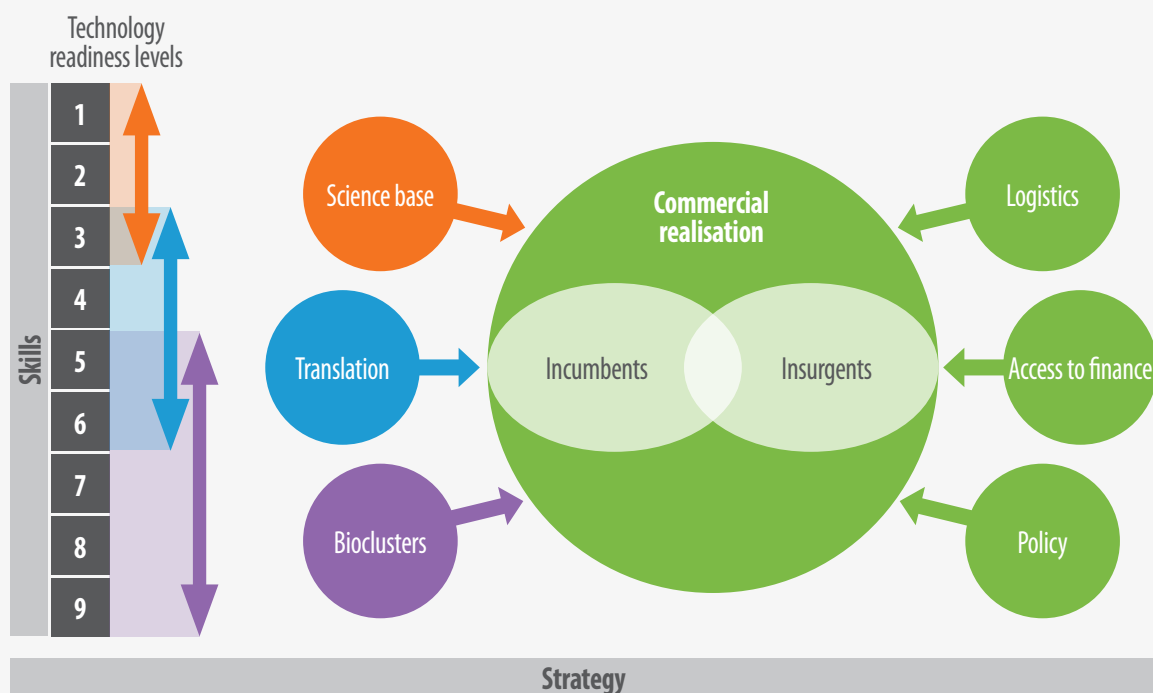 Technology
readiness levels
Skills
1
2
3
4
5
6
7
8
9
Science base
Translation
Bioclusters
Commercial
realisation
Incumbents
Insurgents
Logistics
Access to finance
Policy
Strategy